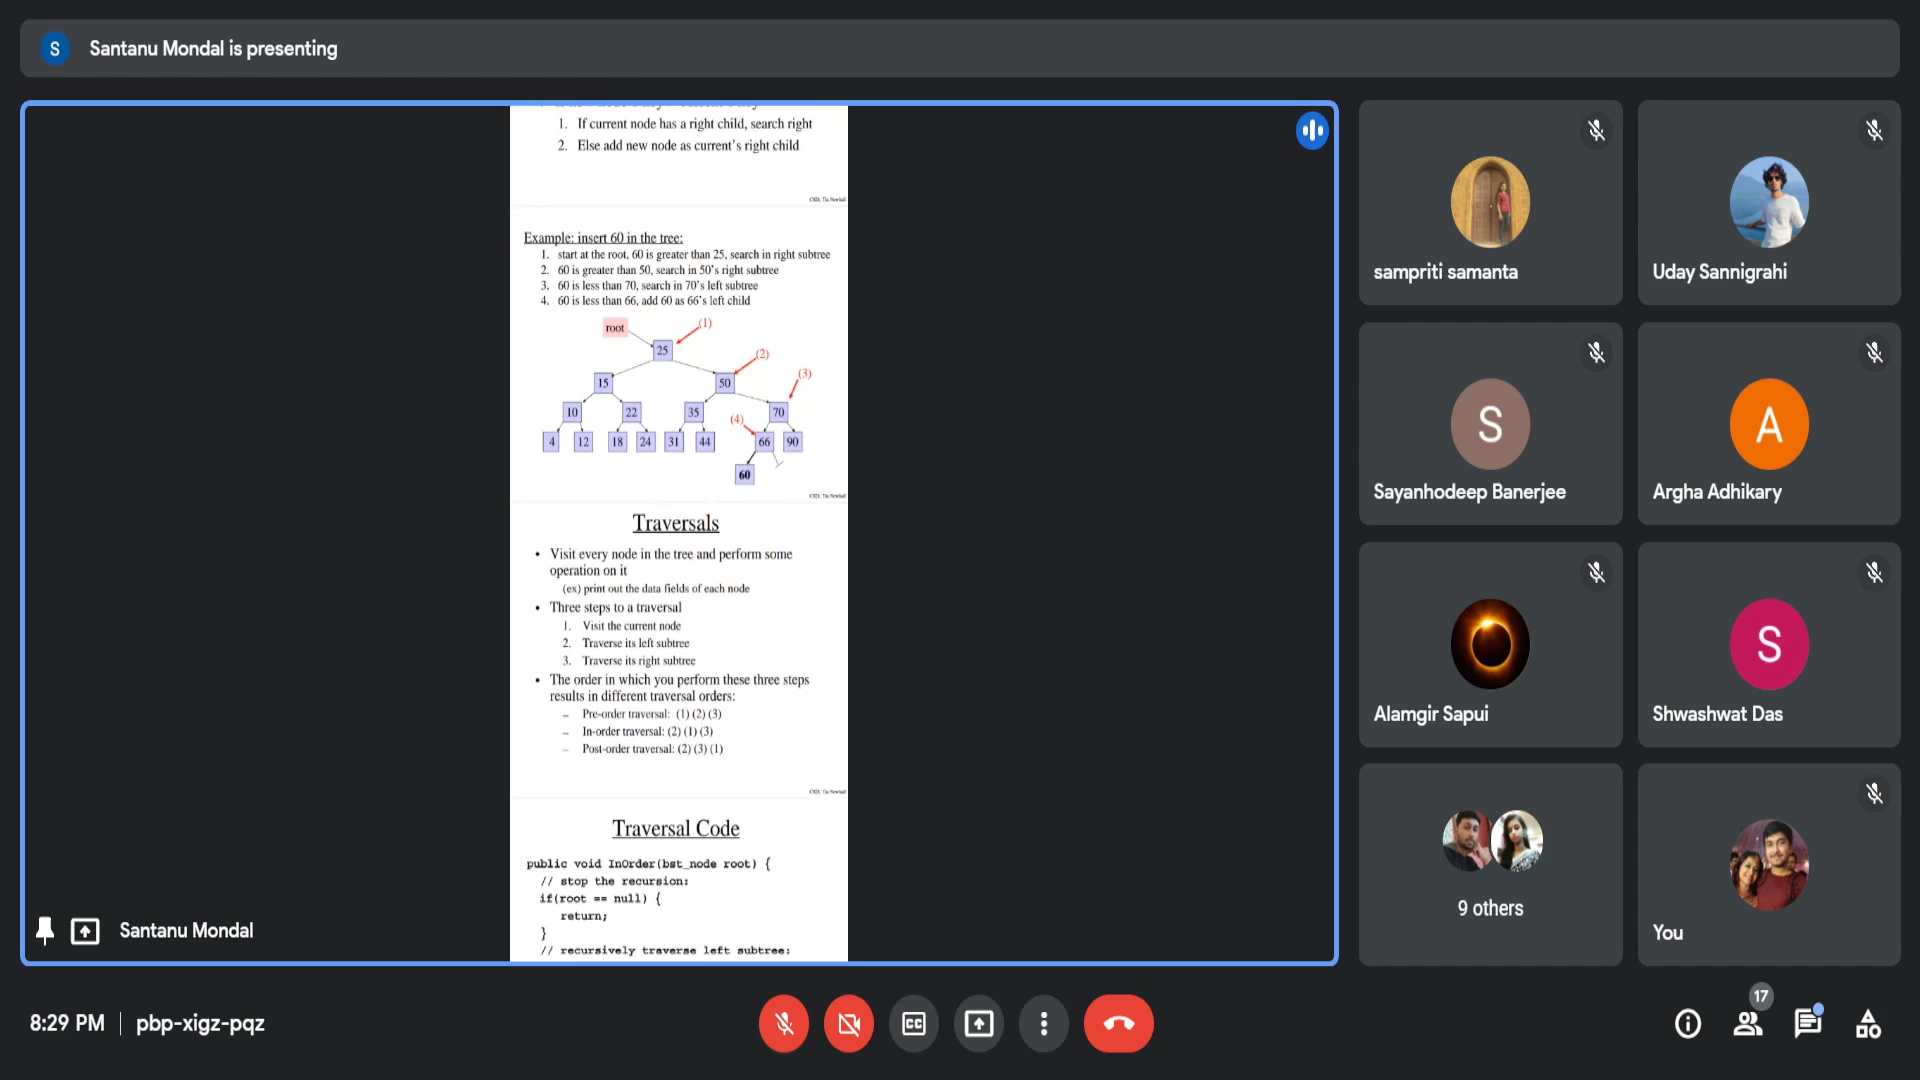 S Santanu Mondal is presenting
1. If current node has a right child, search right
2. Else add new node as current's right child
Example: insert 60 in the tree:
1. start at the root, 60 is greater than 25, search in right subtree
2. 60 is greater than 50, search in 50's right subtree
3. 60 is less than 70, search in 70's left subtree
4. 60 is less than 66, add 60 as 66's left child
root (1)
25 (2)
15 50 (3)
10 22 35 (4) 70
4 12 18 24 31 44 66 90
60
Traversals
• Visit every node in the tree and perform some
operation on it
(ex) print out the data fields of each node
• Three steps to a traversal
1. Visit the current node
2. Traverse its left subtree
3. Traverse its right subtree
• The order in which you perform these three steps
results in different traversal orders:
– Pre-order traversal: (1) (2) (3)
– In-order traversal: (2) (1) (3)
– Post-order traversal: (2) (3) (1)
Traversal Code
public void InOrder(bst_node root) {
// stop the recursion:
if(root == null) {
return;
}
// recursively traverse left subtree:
Santanu Mondal
sampriti samanta
Uday Sannigrahi
S
Sayanhodeep Banerjee
A
Argha Adhikary
Alamgir Sapui
S
Shwashwat Das
9 others
You
8:29 PM | pbp-xigz-pqz
CC
17